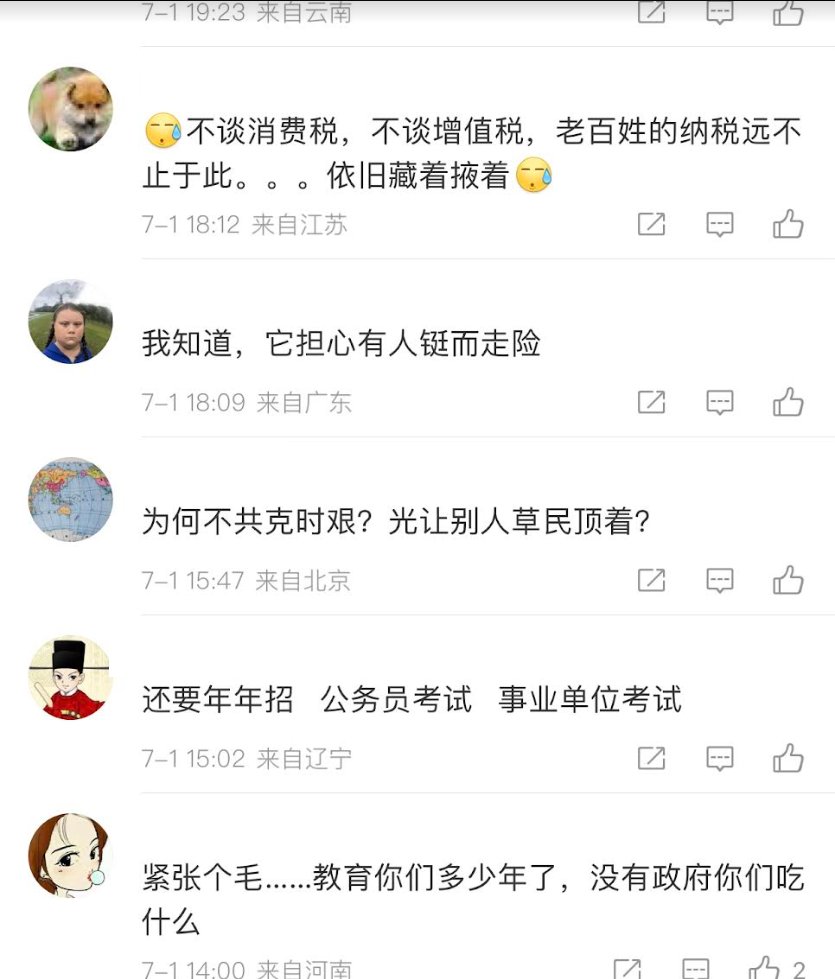 7-1 19:23 来自云南
不谈消费税，不谈增值税，老百姓的纳税远不
止于此。。。依旧藏着掖着
7-1 18:12 来自江苏
我知道，它担心有人铤而走险
7-1 18:09 来自广东
为何不共克时艰？光让别人草民顶着？
7-1 15:47 来自北京
还要年年招 公务员考试 事业单位考试
7-1 15:02 来自辽宁
紧张个毛……教育你们多少年了，没有政府你们吃
什么
7-1 14:00 来自河南 2